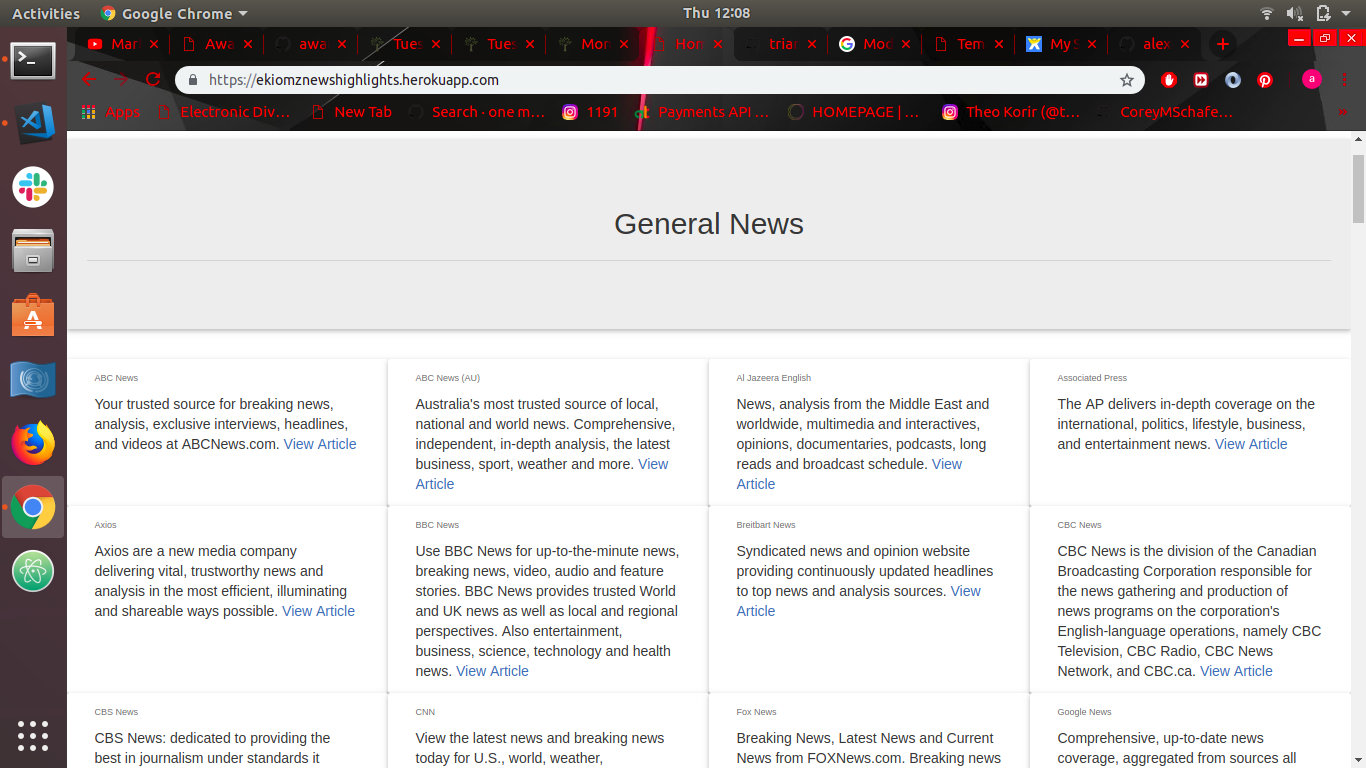 Activities
Google Chrome
Thu 12:08
Mar
Awa
awa
Tues
Tues
Mon
Hom
trian
Moc
Tem
My S
alex
https://ekiomznewshighlights.herokuapp.com
a
Apps
Electronic Div…
New Tab
Search · one m…
1191
Payments API …
HOMEPAGE | …
Theo Korir (@t…
CoreyMSchafe…
General News
ABC News
Your trusted source for breaking news,
analysis, exclusive interviews, headlines,
and videos at ABCNews.com. View Article
ABC News (AU)
Australia's most trusted source of local,
national and world news. Comprehensive,
independent, in-depth analysis, the latest
business, sport, weather and more. View
Article
Al Jazeera English
News, analysis from the Middle East and
worldwide, multimedia and interactives,
opinions, documentaries, podcasts, long
reads and broadcast schedule. View
Article
Associated Press
The AP delivers in-depth coverage on the
international, politics, lifestyle, business,
and entertainment news. View Article
Axios
Axios are a new media company
delivering vital, trustworthy news and
analysis in the most efficient, illuminating
and shareable ways possible. View Article
BBC News
Use BBC News for up-to-the-minute news,
breaking news, video, audio and feature
stories. BBC News provides trusted World
and UK news as well as local and regional
perspectives. Also entertainment,
business, science, technology and health
news. View Article
Breitbart News
Syndicated news and opinion website
providing continuously updated headlines
to top news and analysis sources. View
Article
CBC News
CBC News is the division of the Canadian
Broadcasting Corporation responsible for
the news gathering and production of
news programs on the corporation's
English-language operations, namely CBC
Television, CBC Radio, CBC News
Network, and CBC.ca. View Article
CBS News
CBS News: dedicated to providing the
best in journalism under standards it
CNN
View the latest news and breaking news
today for U.S., world, weather,
Fox News
Breaking News, Latest News and Current
News from FOXNews.com. Breaking news
Google News
Comprehensive, up-to-date news
coverage, aggregated from sources all